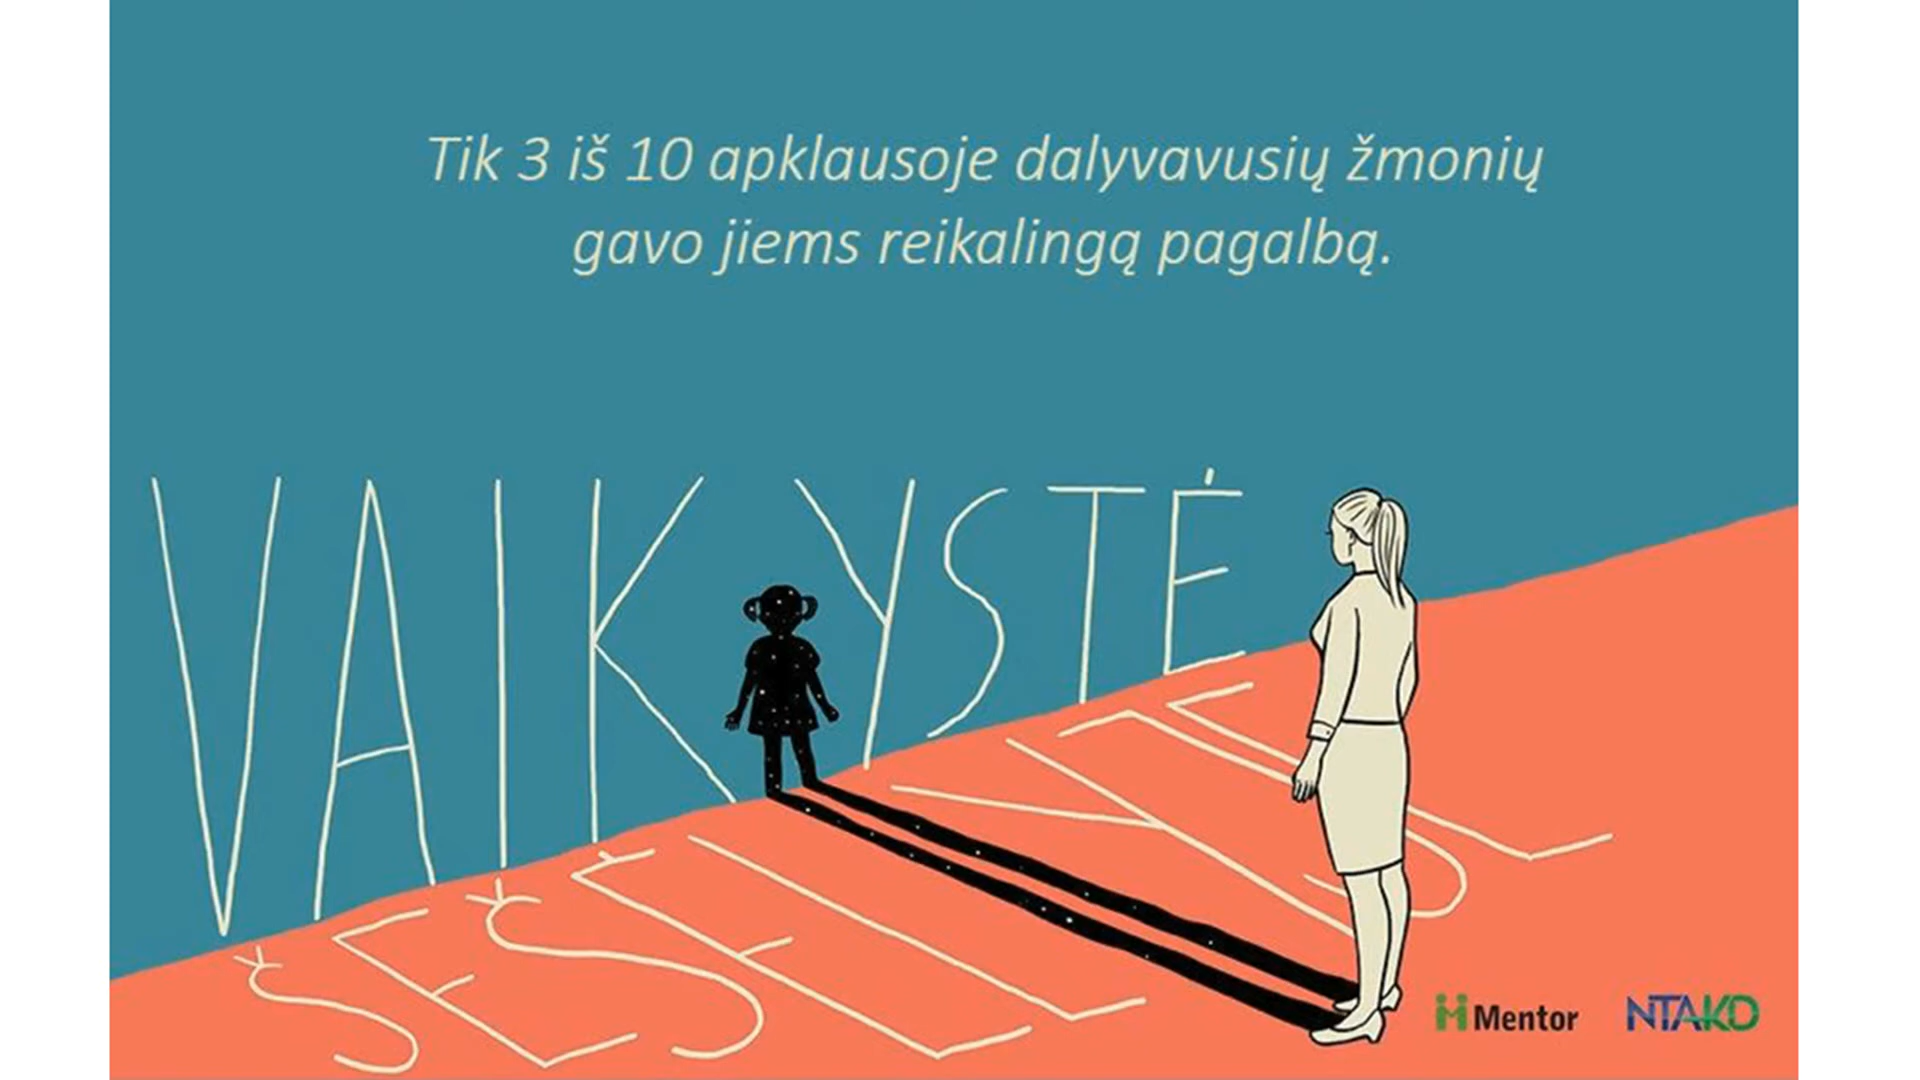 Tik 3 iš 10 apklausoje dalyvavusių žmonių
gavo jiems reikalingą pagalbą.
VAIKYSTĖ
ŠEŠĖLYJE
Mentor
NTAKD